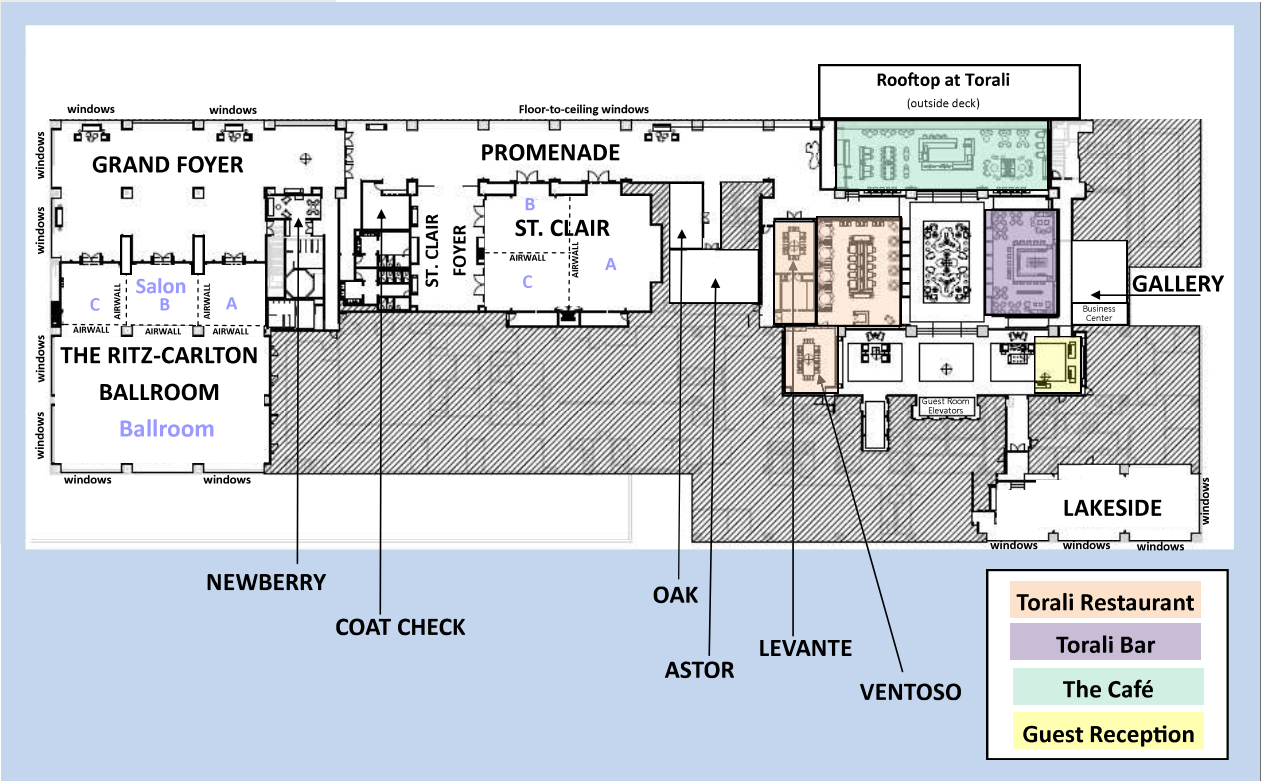 Rooftop at Torali
(outside deck)
windows
windows
Floor-to-ceiling windows
windows
GRAND FOYER
PROMENADE
windows
B
ST. CLAIR
ST. CLAIR
FOYER
AIRWALL
AIRWALL
A
C
Salon
C
AIRWALL
B
AIRWALL
A
AIRWALL
AIRWALL
AIRWALL
GALLERY
Business
Center
windows
THE RITZ-CARLTON
BALLROOM
Ballroom
windows
windows
windows
Guest Room
Elevators
LAKESIDE
windows
windows
windows
windows
NEWBERRY
COAT CHECK
OAK
ASTOR
LEVANTE
VENTOSO
Torali Restaurant
Torali Bar
The Café
Guest Reception